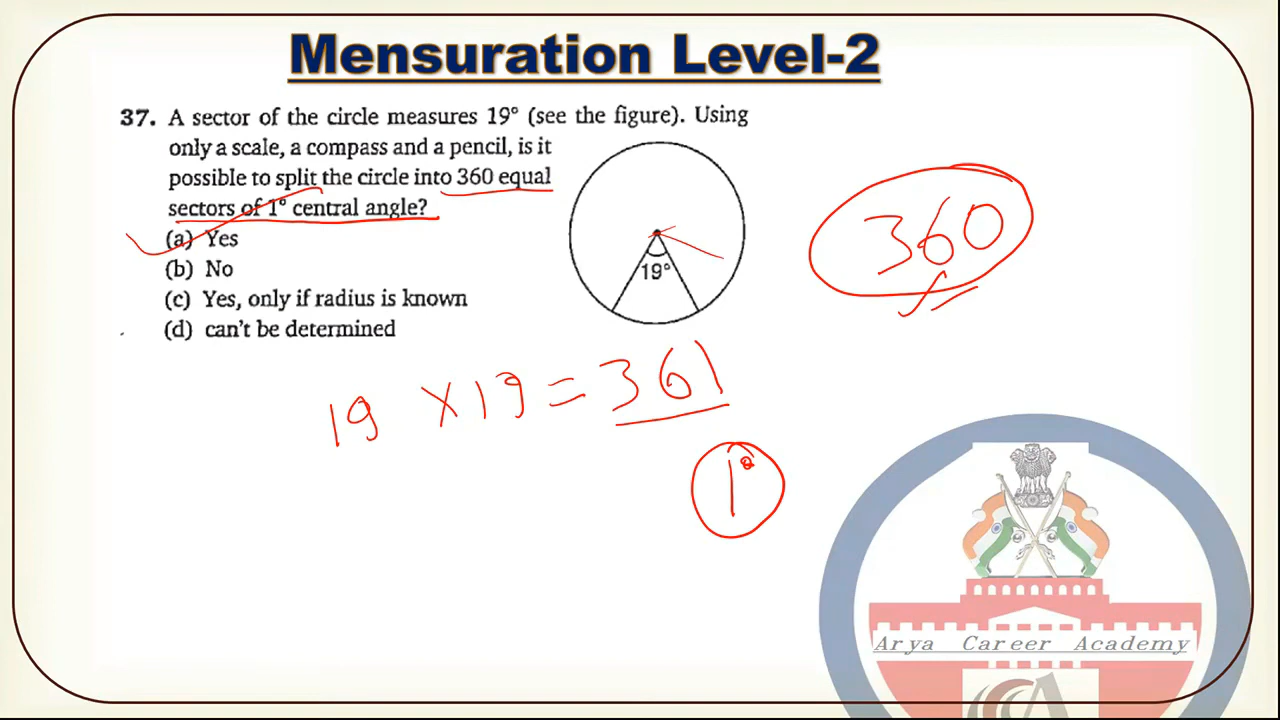 Mensuration Level-2
37. A sector of the circle measures 19° (see the figure). Using
only a scale, a compass and a pencil, is it
possible to split the circle into 360 equal
sectors of 1° central angle?
(a) Yes
(b) No
(c) Yes, only if radius is known
(d) can't be determined
19°
360
19 × 19 = 361
1°
Arya Career Academy